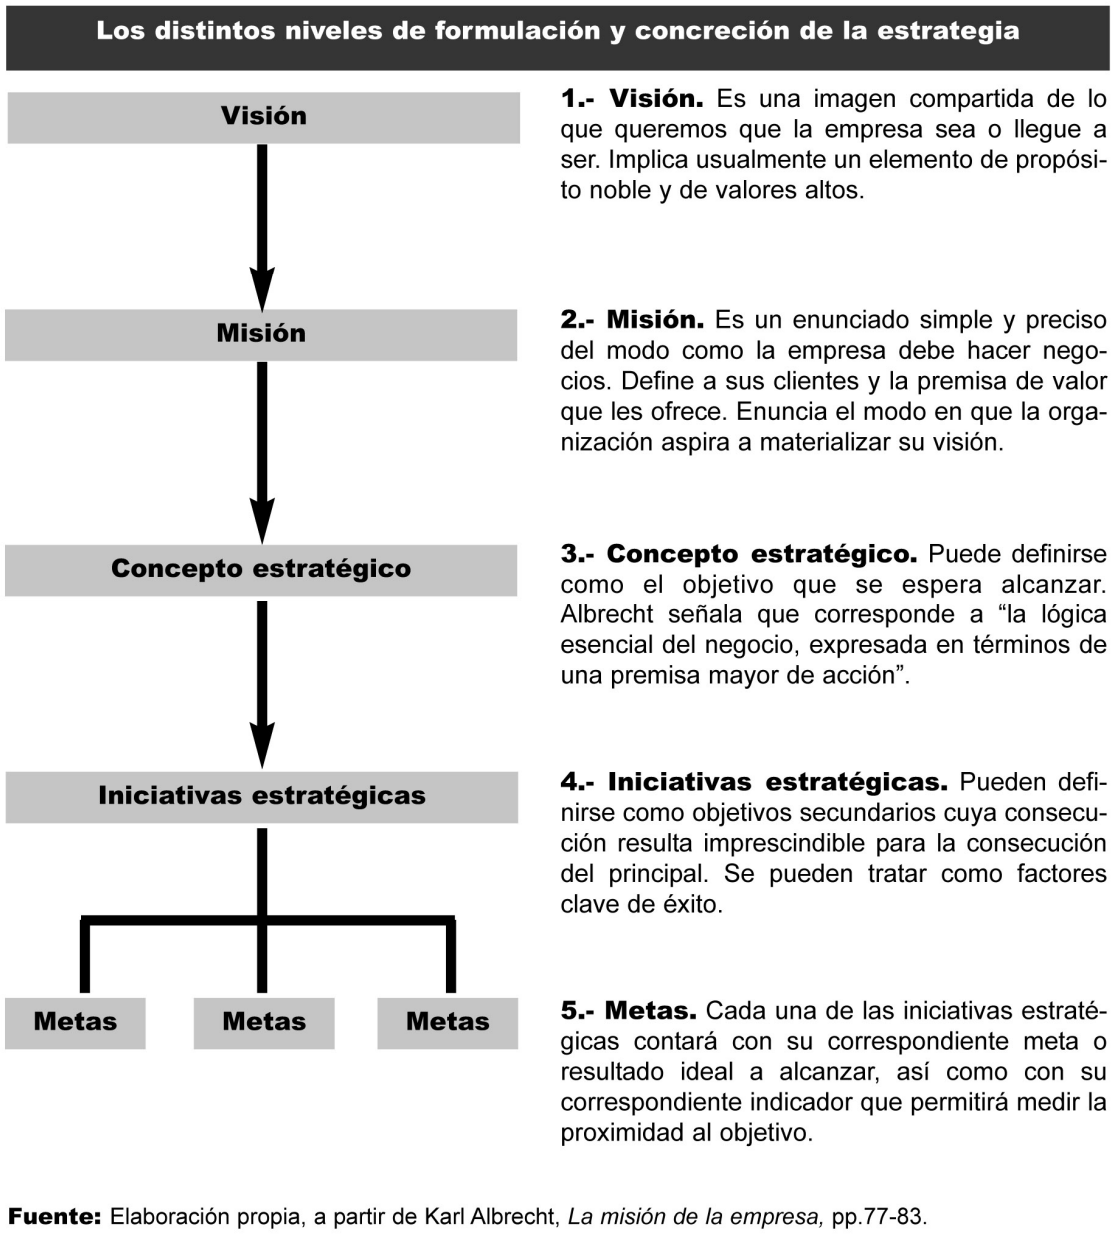 Los distintos niveles de formulación y concreción de la estrategia
Visión
1.- Visión. Es una imagen compartida de lo
que queremos que la empresa sea o llegue a
ser. Implica usualmente un elemento de propósi-
to noble y de valores altos.
Misión
2.- Misión. Es un enunciado simple y preciso
del modo como la empresa debe hacer nego-
cios. Define a sus clientes y la premisa de valor
que les ofrece. Enuncia el modo en que la orga-
nización aspira a materializar su visión.
Concepto estratégico
3.- Concepto estratégico. Puede definirse
como el objetivo que se espera alcanzar.
Albrecht señala que corresponde a “la lógica
esencial del negocio, expresada en términos de
una premisa mayor de acción”.
Iniciativas estratégicas
4.- Iniciativas estratégicas. Pueden defi-
nirse como objetivos secundarios cuya consecu-
ción resulta imprescindible para la consecución
del principal. Se pueden tratar como factores
clave de éxito.
Metas Metas Metas
5.- Metas. Cada una de las iniciativas estraté-
gicas contará con su correspondiente meta o
resultado ideal a alcanzar, así como con su
correspondiente indicador que permitirá medir la
proximidad al objetivo.
Fuente: Elaboración propia, a partir de Karl Albrecht, La misión de la empresa, pp.77-83.